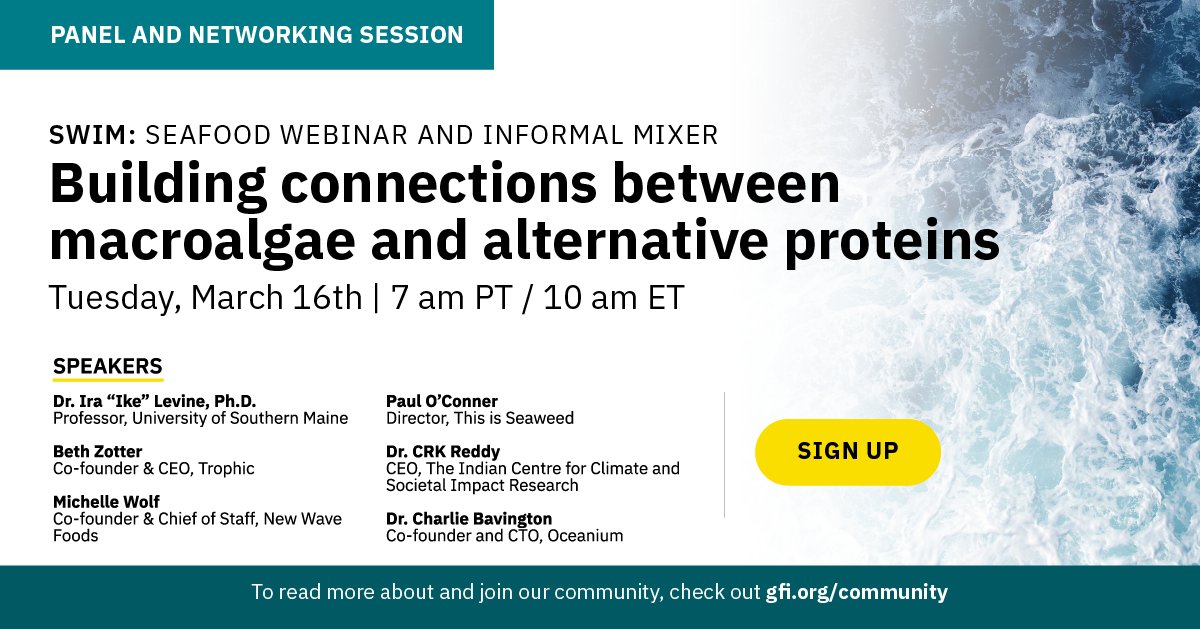 PANEL AND NETWORKING SESSION
SWIM: SEAFOOD WEBINAR AND INFORMAL MIXER
Building connections between
macroalgae and alternative proteins
Tuesday, March 16th | 7 am PT / 10 am ET
SPEAKERS
Dr. Ira “Ike” Levine, Ph.D.
Professor, University of Southern Maine
Beth Zotter
Co-founder & CEO, Trophic
Michelle Wolf
Co-founder & Chief of Staff, New Wave
Foods
Paul O’Conner
Director, This is Seaweed
Dr. CRK Reddy
CEO, The Indian Centre for Climate and
Societal Impact Research
Dr. Charlie Bavington
Co-founder and CTO, Oceanium
SIGN UP
To read more about and join our community, check out gfi.org/community